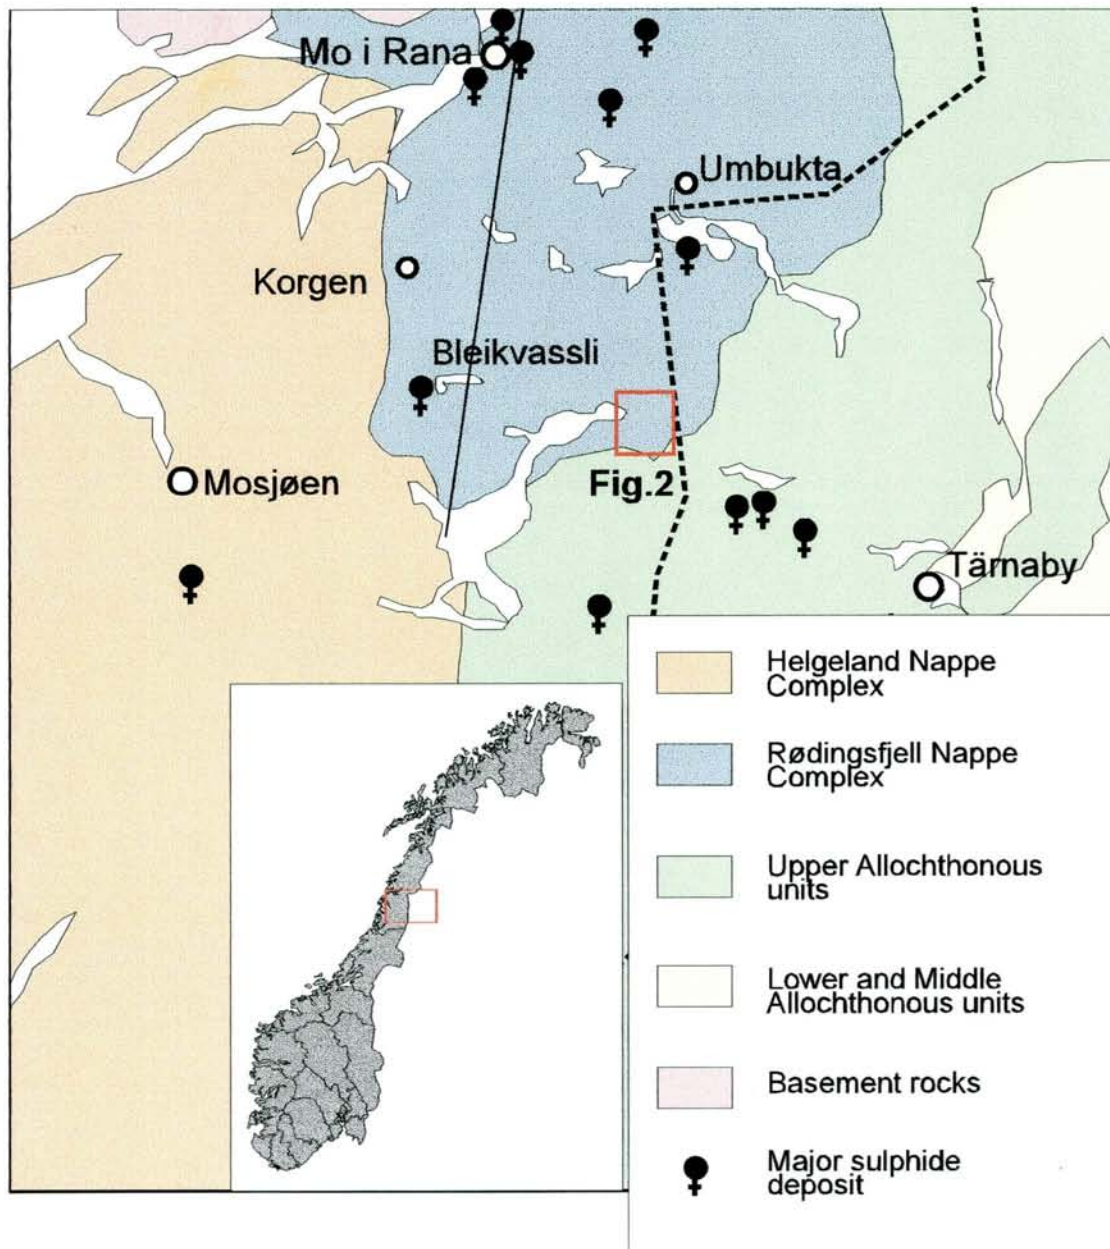 Mo i Rana
Umbukta
Korgen
Bleikvassli
Mosjøen
Fig.2
Tärnaby
Helgeland Nappe
Complex
Rødingsfjell Nappe
Complex
Upper Allochthonous
units
Lower and Middle
Allochthonous units
Basement rocks
Major sulphide
deposit